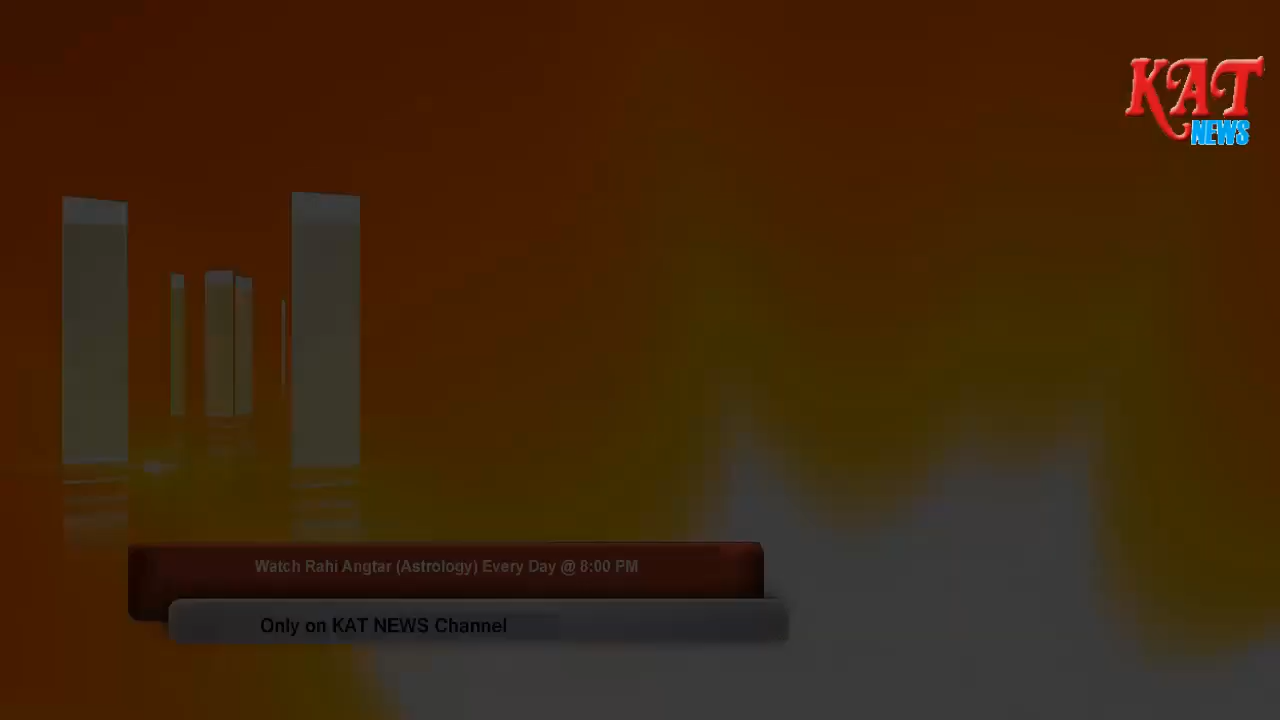 KAT
NEWS
Watch Rahi Angtar (Astrology) Every Day @ 8:00 PM
Only on KAT NEWS Channel